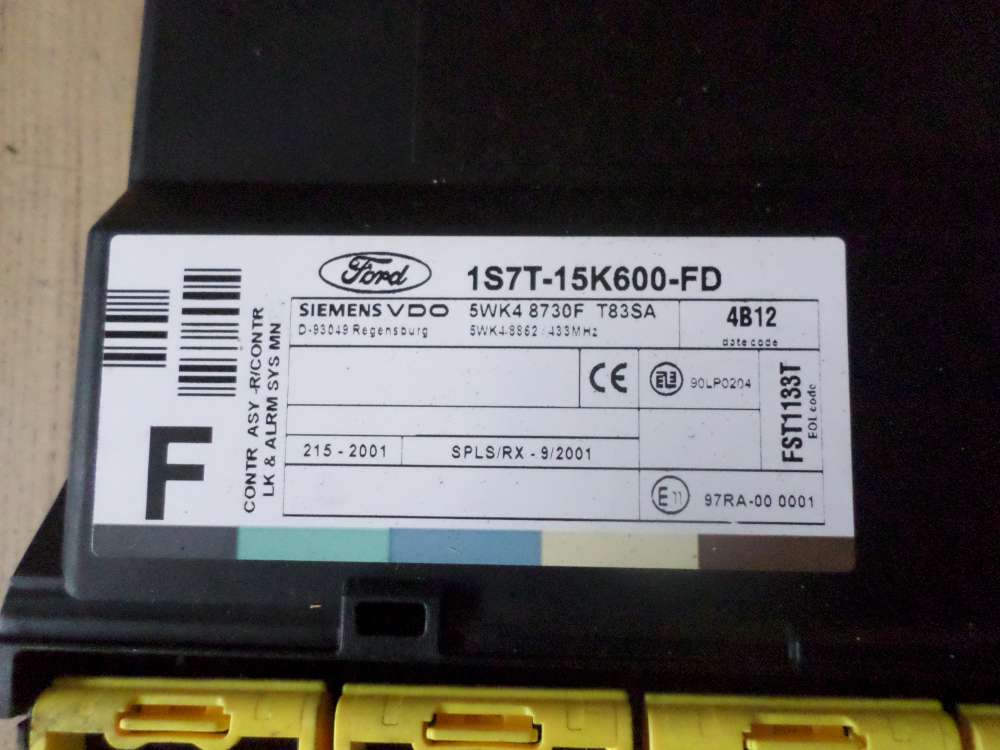 Ford 1S7T-15K600-FD
SIEMENS VDO 5WK4 8730F T83SA
D-93049 Regensburg 5WK4 8862 / 433MHz
4B12
date code
CE
90LP0204
FST1133T
EOL code
215 - 2001 SPLS/RX - 9/2001
E 11 97RA-00 0001
CONTR ASY -R/CONTR
LK & ALRM SYS MN
F